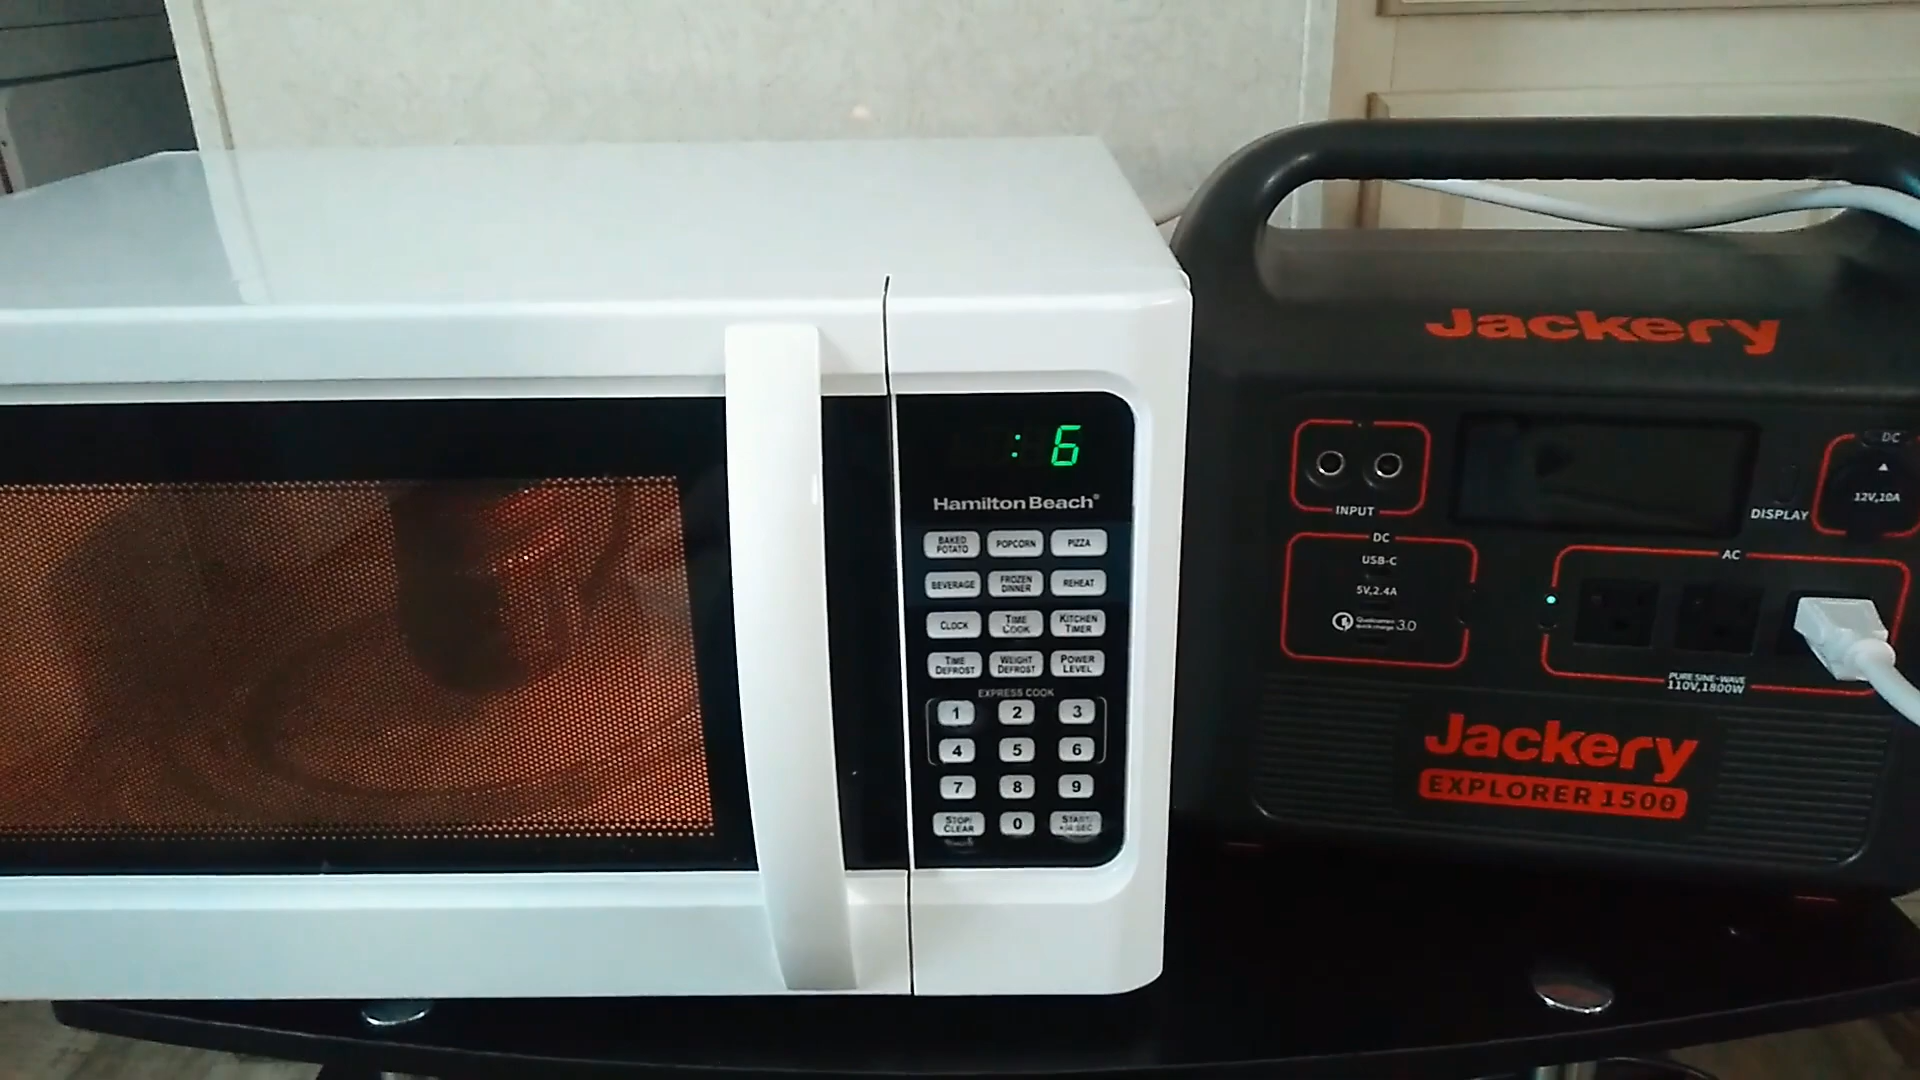 : 6
Hamilton Beach®
BAKED POTATO
POPCORN
PIZZA
BEVERAGE
FROZEN DINNER
REHEAT
CLOCK
TIME COOK
KITCHEN TIMER
TIME DEFROST
WEIGHT DEFROST
POWER LEVEL
EXPRESS COOK
1 2 3
4 5 6
7 8 9
STOP/ CLEAR
0
START/
Jackery
INPUT
DISPLAY
DC
12V,10A
DC
USB-C
5V,2.4A
Qualcomm quick charge 3.0
AC
PURE SINE-WAVE
110V,1800W
Jackery
EXPLORER 1500